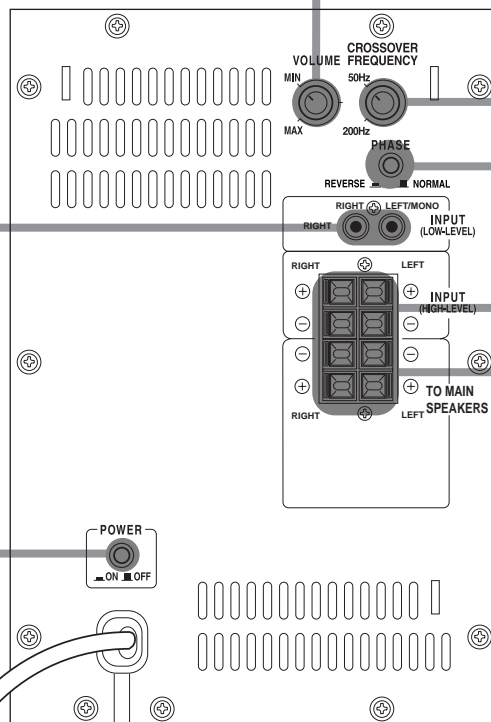 VOLUME
CROSSOVER
FREQUENCY
MIN
50Hz
MAX
200Hz
PHASE
REVERSE
NORMAL
RIGHT
LEFT/MONO
RIGHT
INPUT
(LOW-LEVEL)
RIGHT
LEFT
+
+
INPUT
(HIGH-LEVEL)
−
−
−
−
+
+
TO MAIN
SPEAKERS
RIGHT
LEFT
POWER
ON
OFF